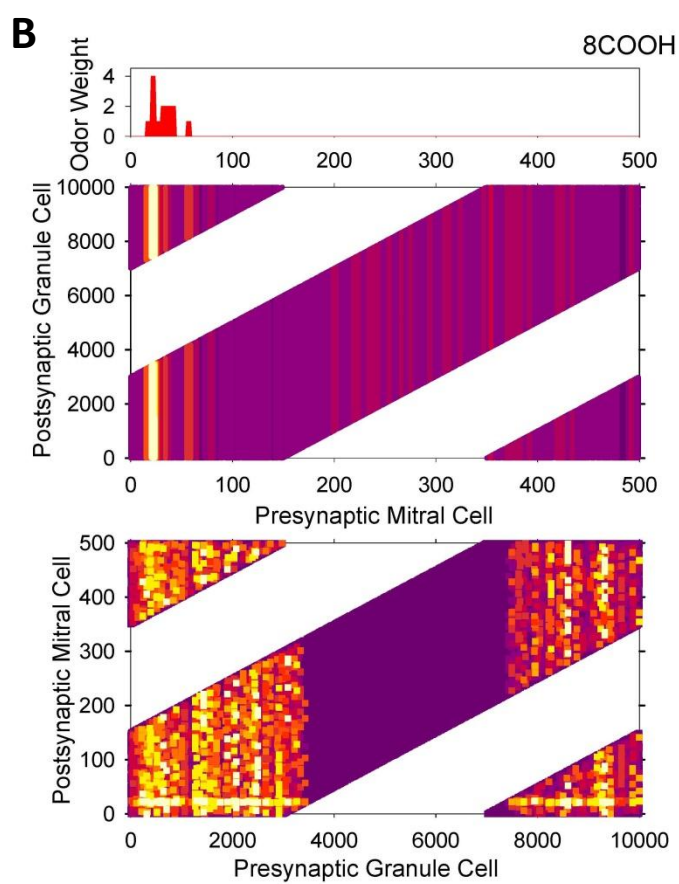 B
8COOH
Odor Weight
4
2
0
0 100 200 300 400 500
Postsynaptic Granule Cell
10000
8000
6000
4000
2000
0
0 100 200 300 400 500
Presynaptic Mitral Cell
Postsynaptic Mitral Cell
500
400
300
200
100
0
0 2000 4000 6000 8000 10000
Presynaptic Granule Cell